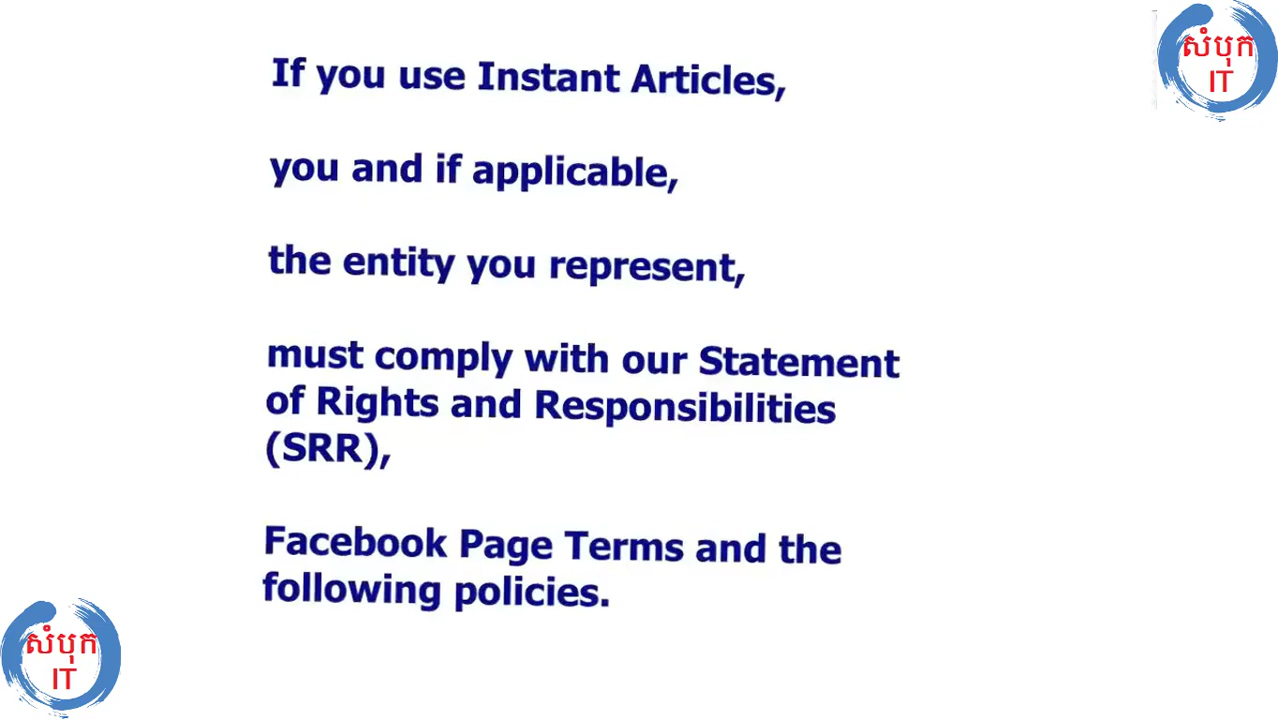 សំបុក
IT
If you use Instant Articles,
you and if applicable,
the entity you represent,
must comply with our Statement
of Rights and Responsibilities
(SRR),
Facebook Page Terms and the
following policies.
សំបុក
IT